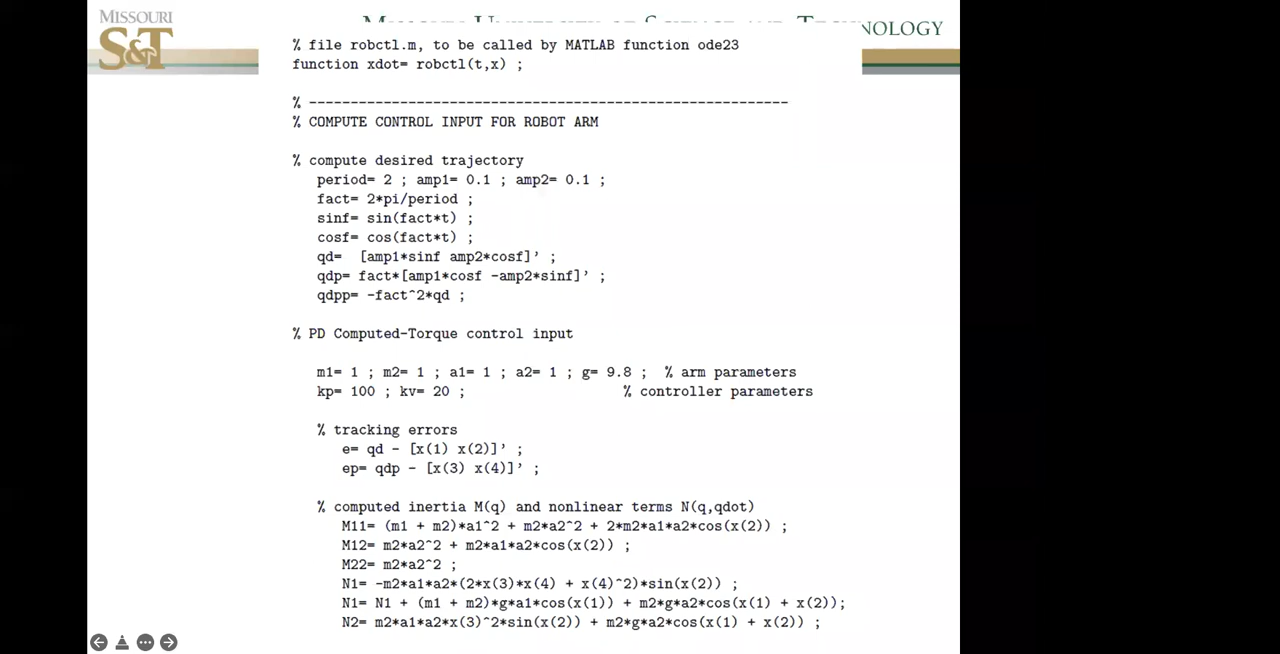 MISSOURI
S&T
NOLOGY
% file robctl.m, to be called by MATLAB function ode23
function xdot= robctl(t,x) ;
% ----------------------------------------------------------
% COMPUTE CONTROL INPUT FOR ROBOT ARM
% compute desired trajectory
period= 2 ; amp1= 0.1 ; amp2= 0.1 ;
fact= 2*pi/period ;
sinf= sin(fact*t) ;
cosf= cos(fact*t) ;
qd= [amp1*sinf amp2*cosf]’ ;
qdp= fact*[amp1*cosf -amp2*sinf]’ ;
qdpp= -fact^2*qd ;
% PD Computed-Torque control input
m1= 1 ; m2= 1 ; a1= 1 ; a2= 1 ; g= 9.8 ; % arm parameters
kp= 100 ; kv= 20 ; % controller parameters
% tracking errors
e= qd - [x(1) x(2)]’ ;
ep= qdp - [x(3) x(4)]’ ;
% computed inertia M(q) and nonlinear terms N(q,qdot)
M11= (m1 + m2)*a1^2 + m2*a2^2 + 2*m2*a1*a2*cos(x(2)) ;
M12= m2*a2^2 + m2*a1*a2*cos(x(2)) ;
M22= m2*a2^2 ;
N1= -m2*a1*a2*(2*x(3)*x(4) + x(4)^2)*sin(x(2)) ;
N1= N1 + (m1 + m2)*g*a1*cos(x(1)) + m2*g*a2*cos(x(1) + x(2));
N2= m2*a1*a2*x(3)^2*sin(x(2)) + m2*g*a2*cos(x(1) + x(2)) ;